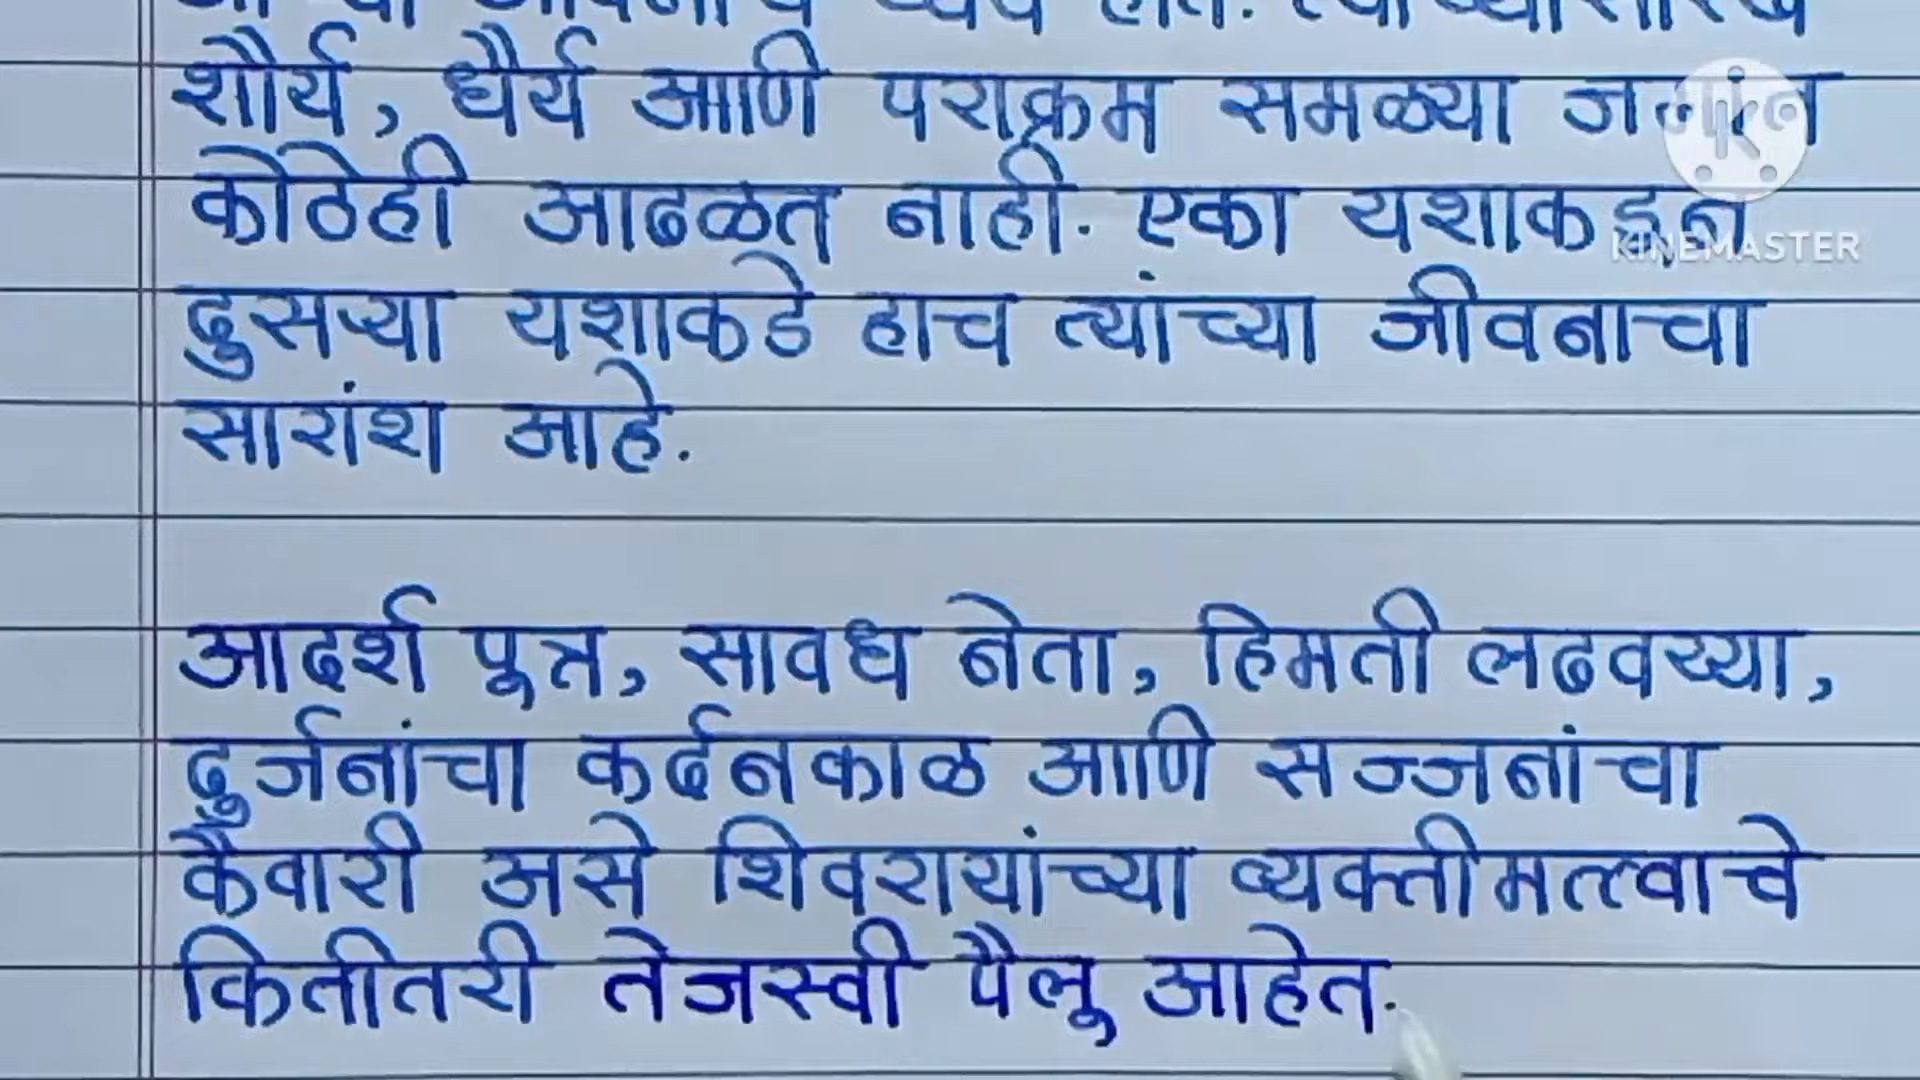 शौर्य, धैर्य आणि पराक्रम समळ्या जगात
कोठेही आढळत नाही. एका यशाकडून
KINEMASTER
दुसऱ्या यशाकडे हाच त्यांच्या जीवनाचा
सारांश आहे.
आदर्श पुत्र, सावध नेता, हिमती लढवय्या,
दुर्जनांचा कर्दनकाळ आणि सज्जनांचा
कैवारी असे शिवरायांच्या व्यक्तीमत्त्वाचे
कितीतरी तेजस्वी पैलू आहेत.